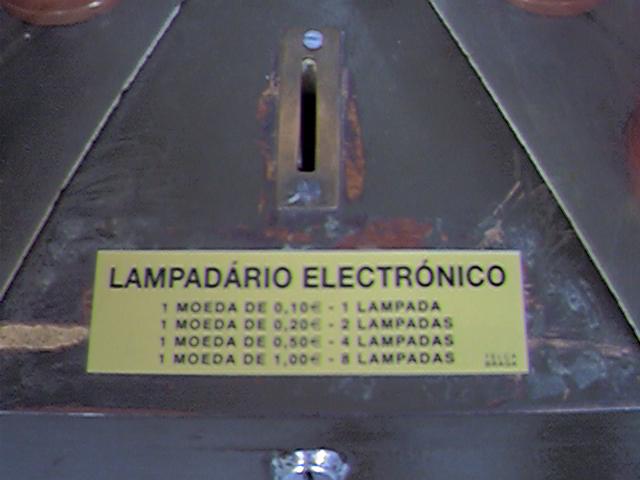 LAMPADÁRIO ELECTRÓNICO
1 MOEDA DE 0,10€ - 1 LAMPADA
1 MOEDA DE 0,20€ - 2 LAMPADAS
1 MOEDA DE 0,50€ - 4 LAMPADAS
1 MOEDA DE 1,00€ - 8 LAMPADAS
BRAGA